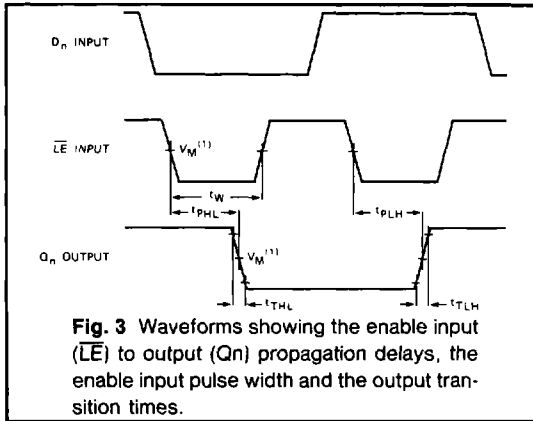 Dn INPUT
LE INPUT
VM(1)
tW
tPHL
tPLH
Qn OUTPUT
VM(1)
tTHL
tTLH
Fig. 3 Waveforms showing the enable input
(LE) to output (Qn) propagation delays, the
enable input pulse width and the output tran-
sition times.